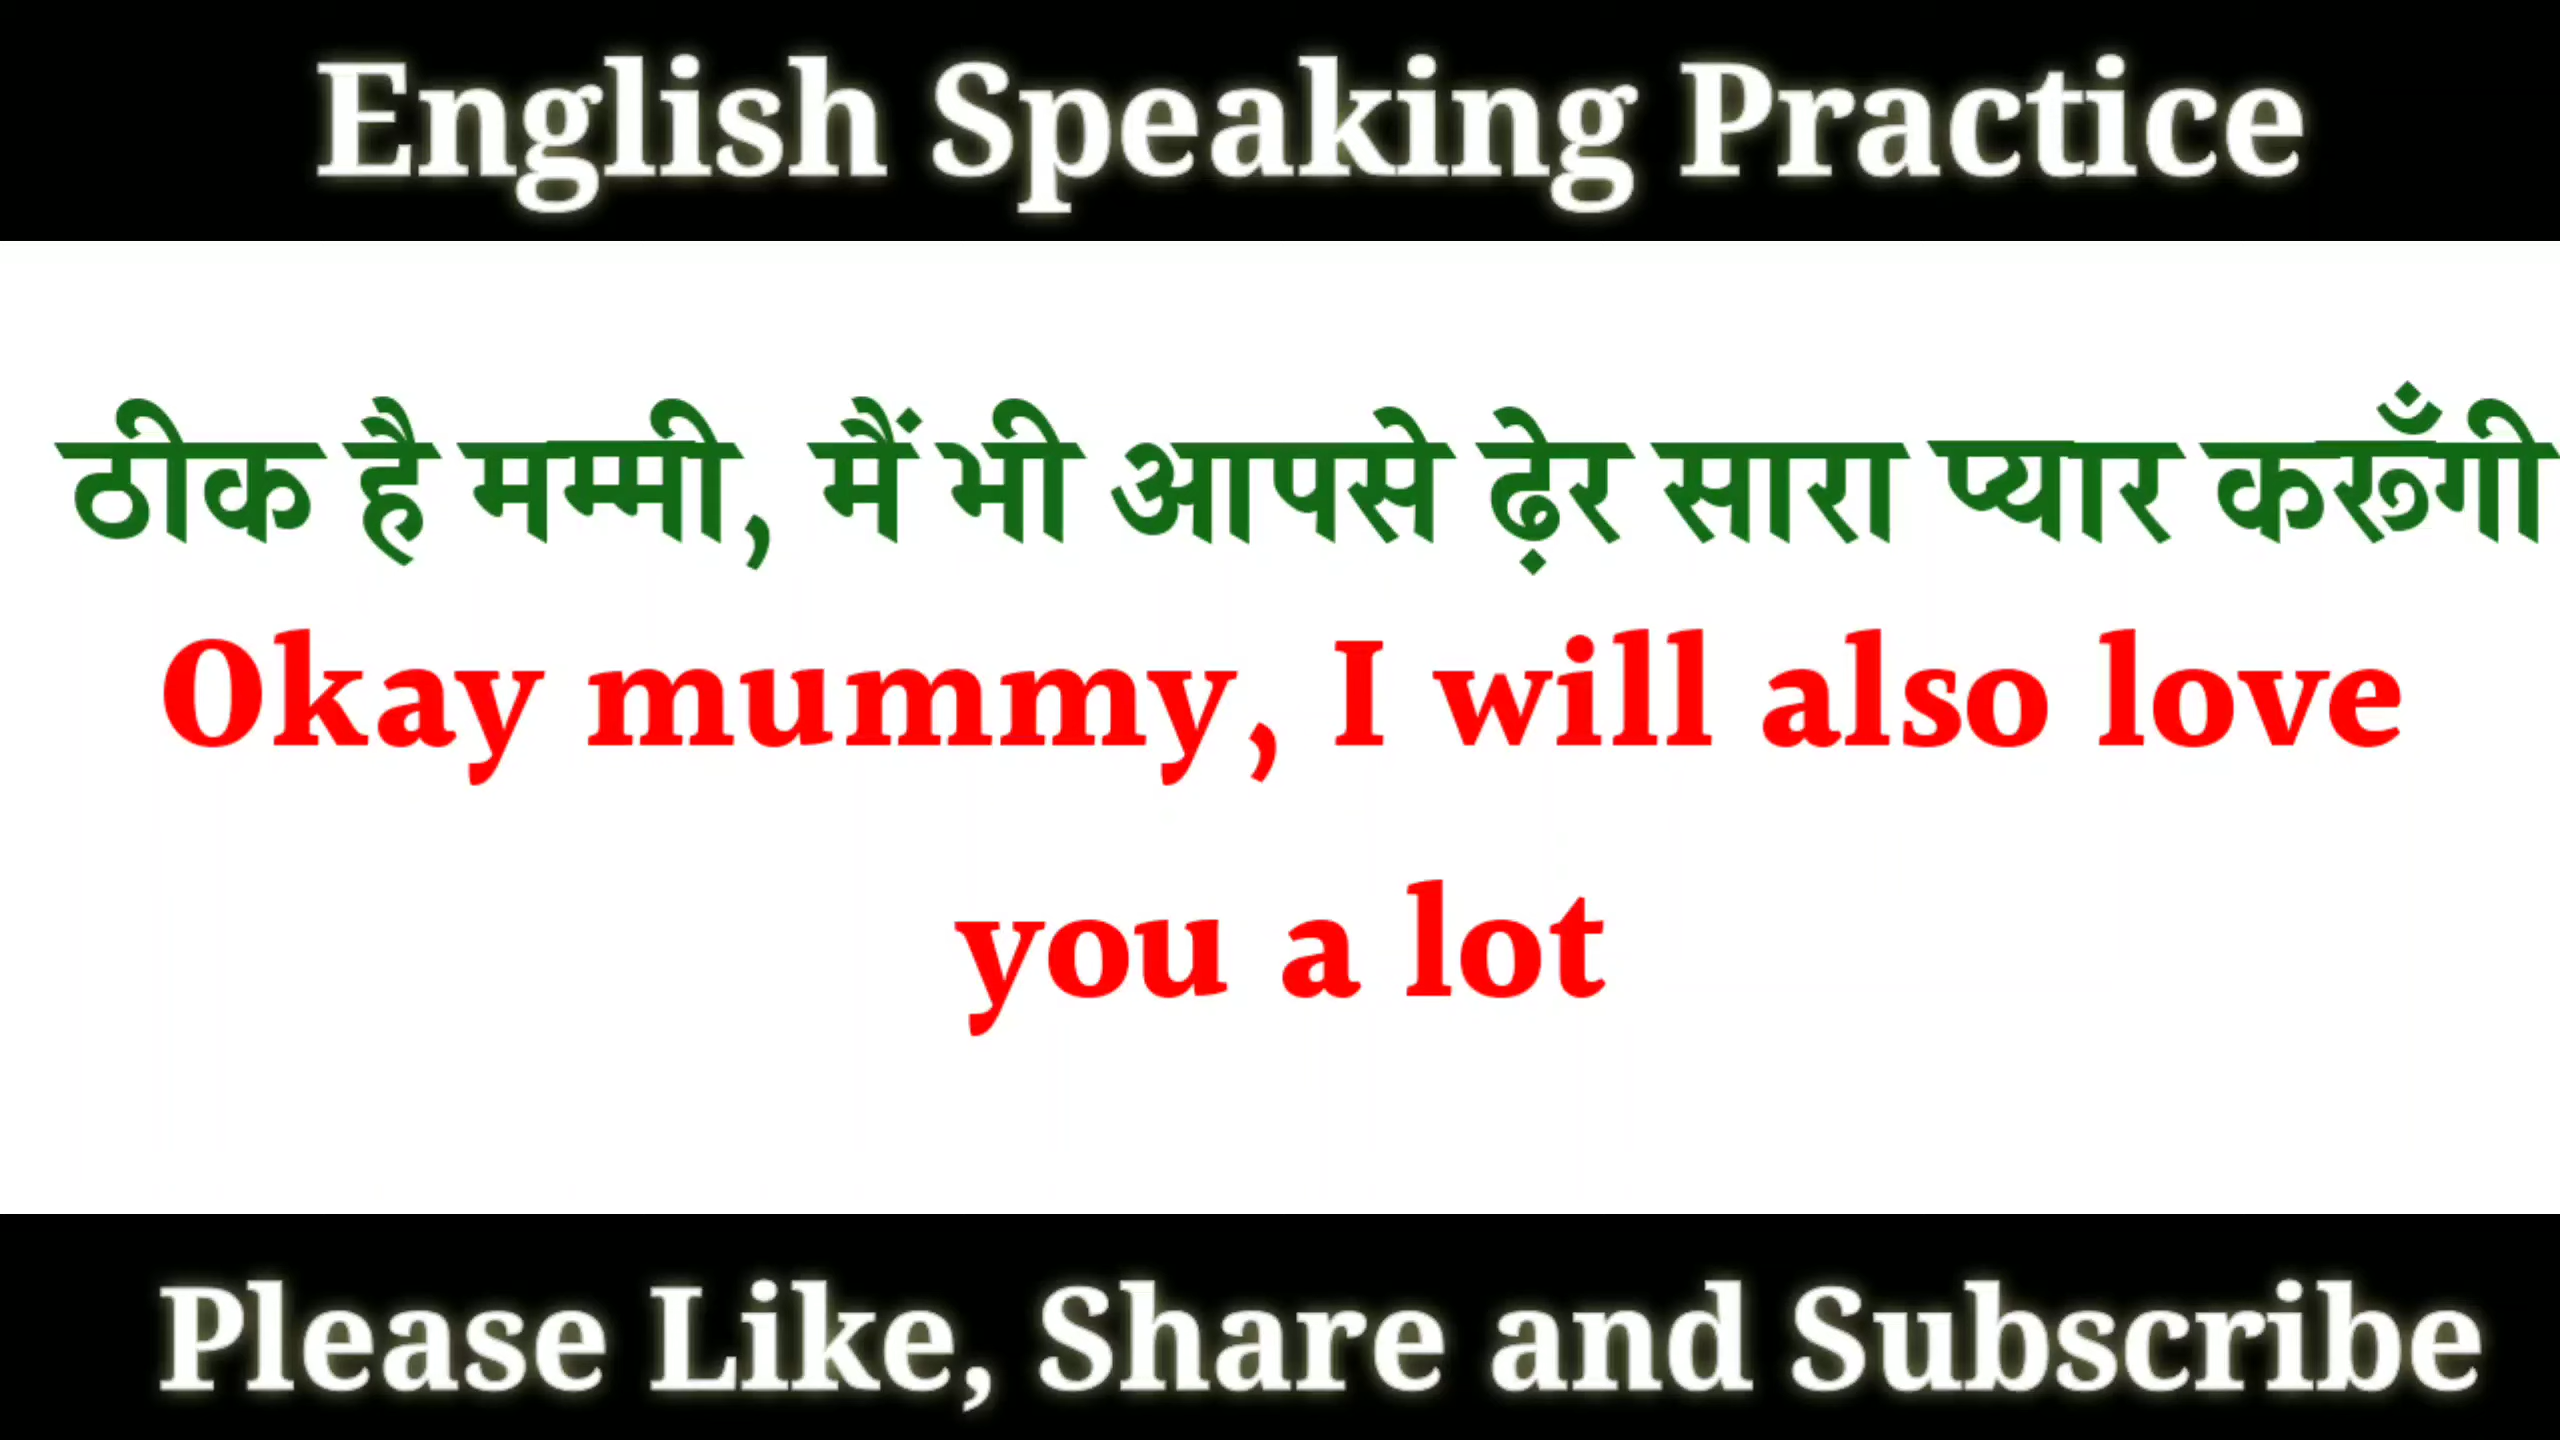 English Speaking Practice
ठीक है मम्मी, मैं भी आपसे ढ़ेर सारा प्यार करूँगी
Okay mummy, I will also love
you a lot
Please Like, Share and Subscribe